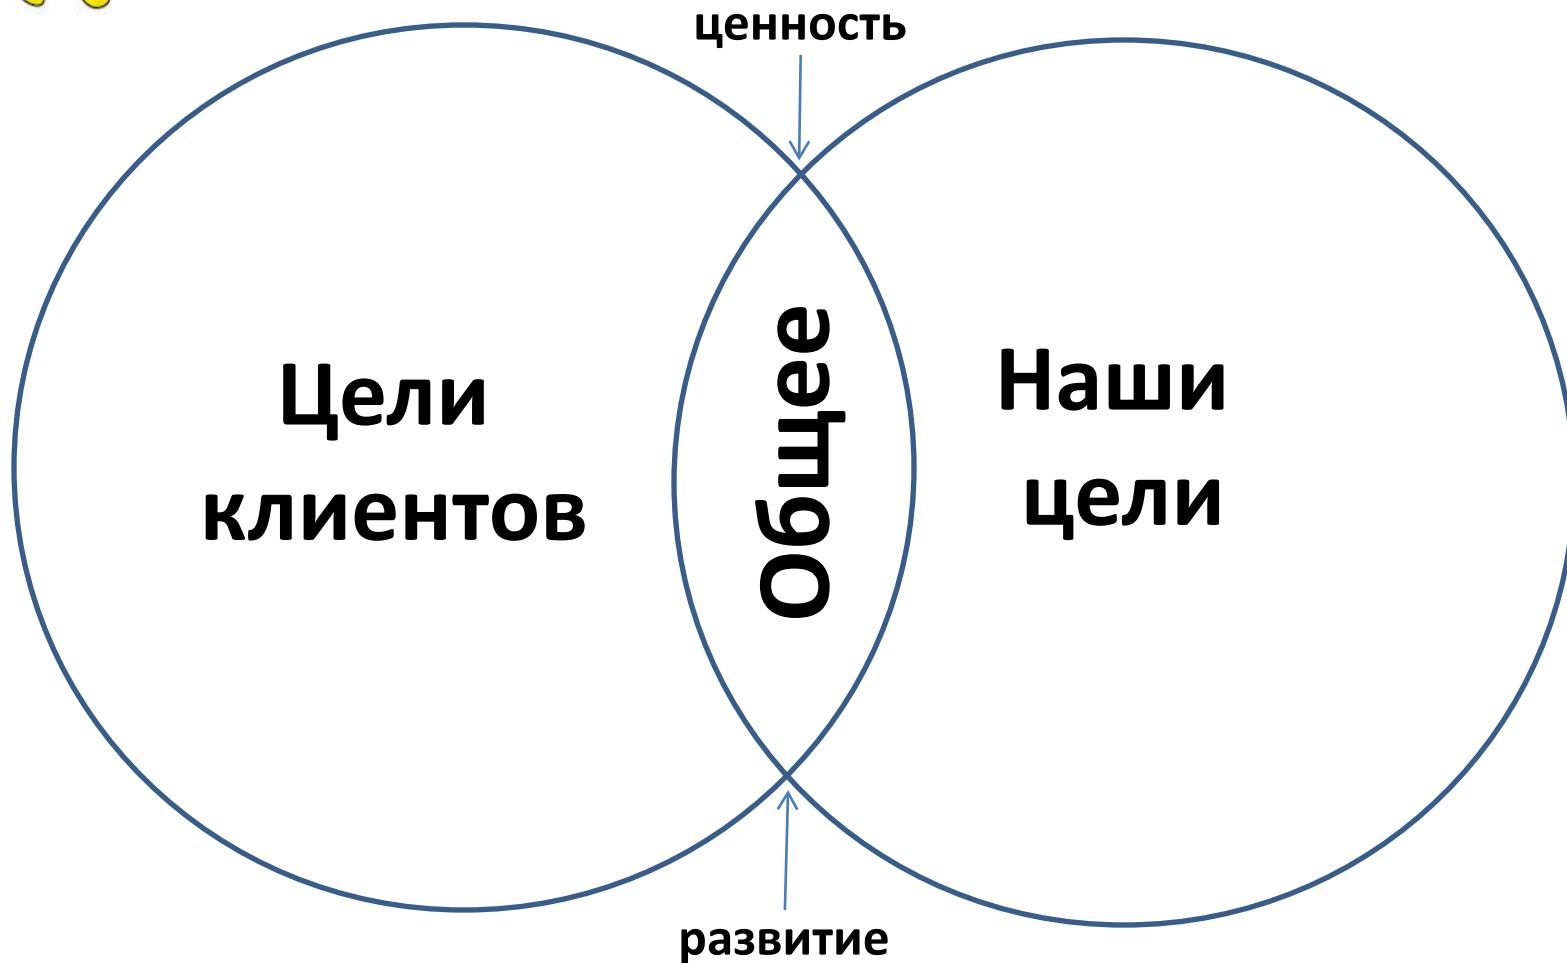 ценность
Цели
клиентов
Общее
Наши
цели
развитие